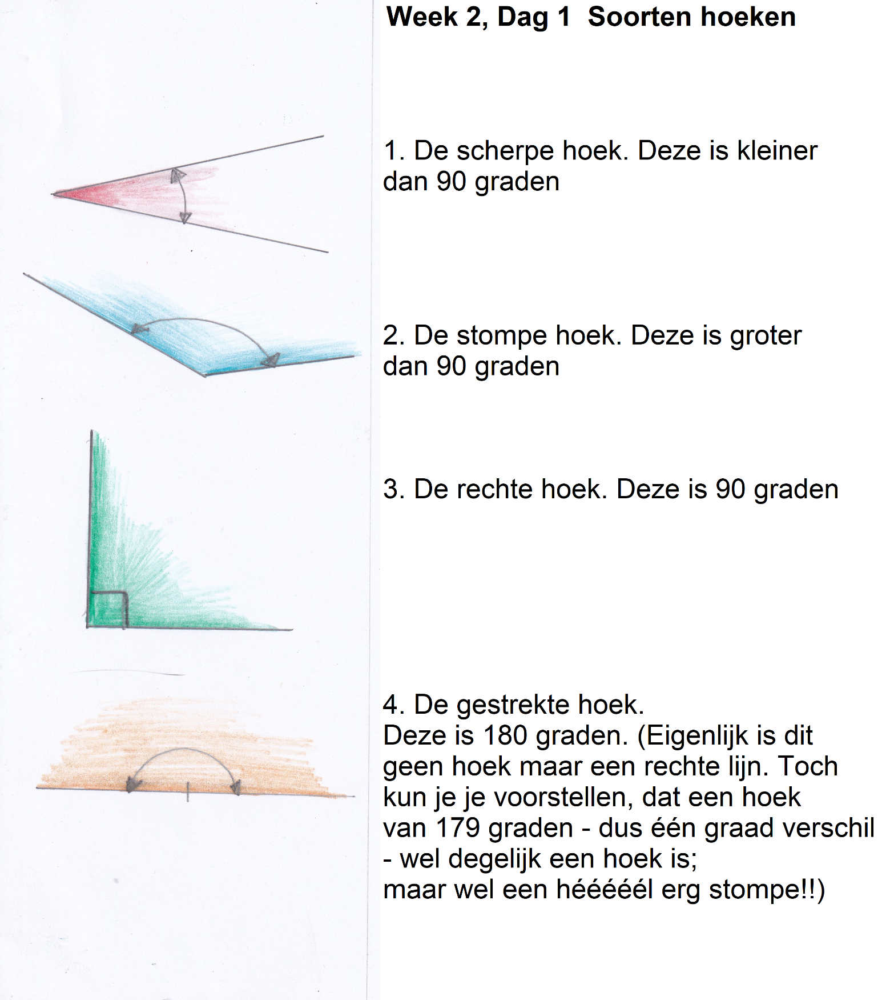 Week 2, Dag 1  Soorten hoeken
1. De scherpe hoek. Deze is kleiner
dan 90 graden
2. De stompe hoek. Deze is groter
dan 90 graden
3. De rechte hoek. Deze is 90 graden
4. De gestrekte hoek.
Deze is 180 graden. (Eigenlijk is dit
geen hoek maar een rechte lijn. Toch
kun je je voorstellen, dat een hoek
van 179 graden - dus één graad verschil
- wel degelijk een hoek is;
maar wel een hééééél erg stompe!!)